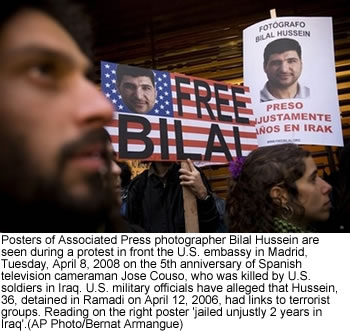 FOTÓGRAFO
BILAL HUSSEIN
FREE
BILAL
PRESO
AÑOS EN IRAK
Posters of Associated Press photographer Bilal Hussein are
seen during a protest in front the U.S. embassy in Madrid,
Tuesday, April 8, 2008 on the 5th anniversary of Spanish
television cameraman Jose Couso, who was killed by U.S.
soldiers in Iraq. U.S. military officials have alleged that Hussein,
36, detained in Ramadi on April 12, 2006, had links to terrorist
groups. Reading on the right poster 'jailed unjustly 2 years in
Iraq'.(AP Photo/Bernat Armangue)